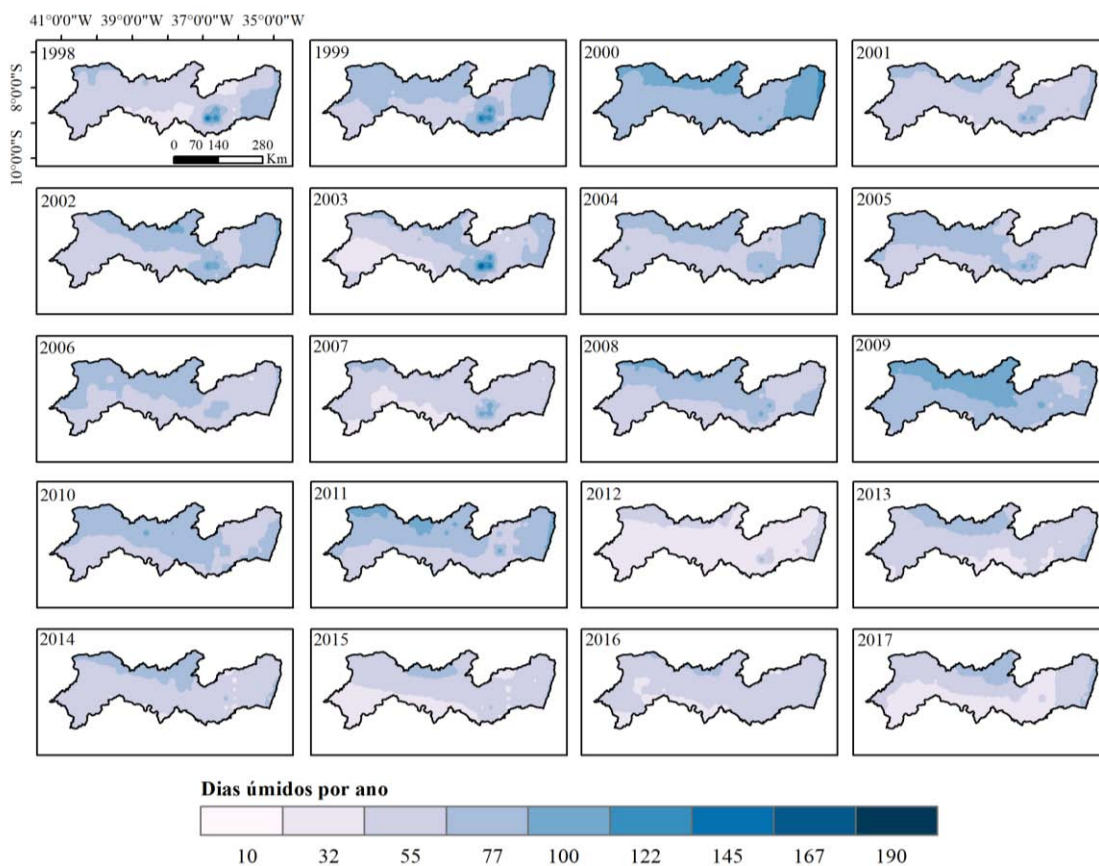 41°0'0"W 39°0'0"W 37°0'0"W 35°0'0"W
8°0'0"S
10°0'0"S
1998 1999 2000 2001
0 70 140 280
Km
2002 2003 2004 2005
2006 2007 2008 2009
2010 2011 2012 2013
2014 2015 2016 2017
Dias úmidos por ano
10 32 55 77 100 122 145 167 190